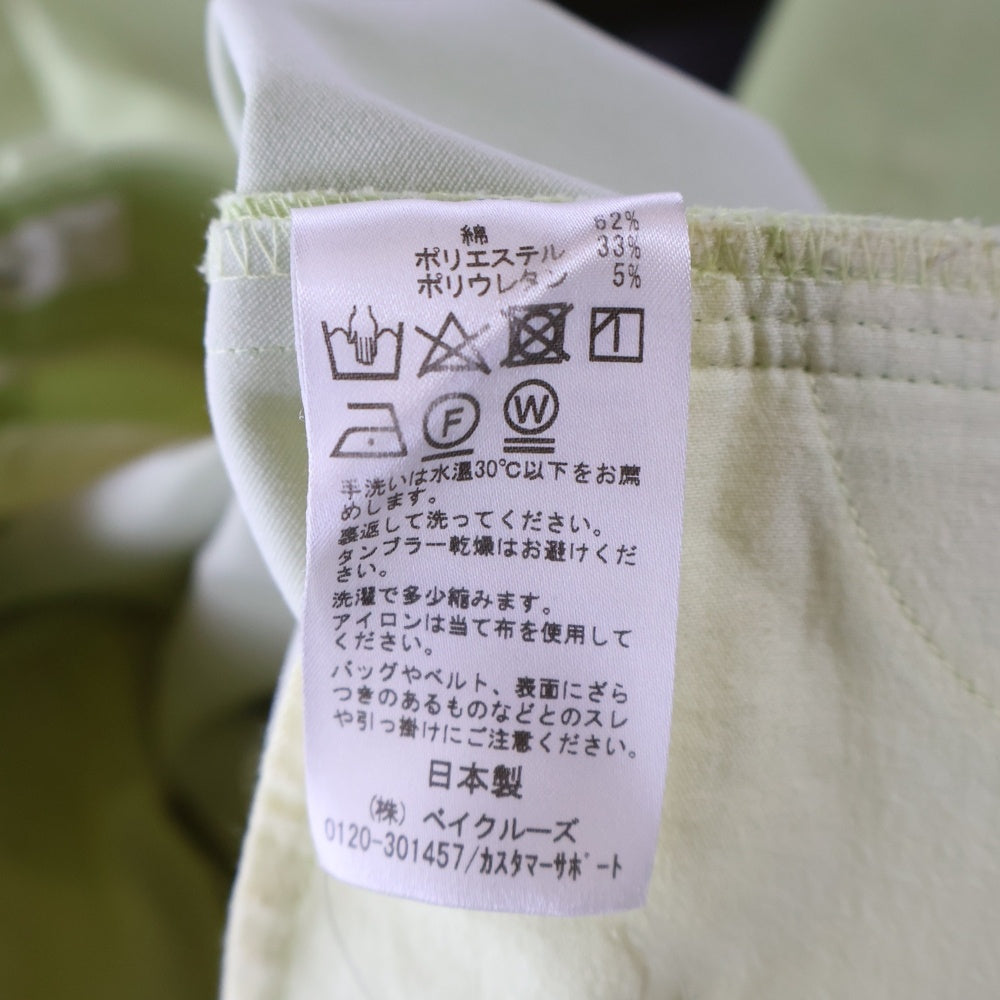 綿 62%
ポリエステル 33%
ポリウレタン 5%
F W
手洗いは水温30℃以下をお薦
めします。
裏返して洗ってください。
タンブラー乾燥はお避けくだ
さい。
洗濯で多少縮みます。
アイロンは当て布を使用して
ください。
バッグやベルト、表面にざら
つきのあるものなどとのスレ
や引っ掛けにご注意ください。
日本製
(株) ベイクルーズ
0120-301457/カスタマーサポート